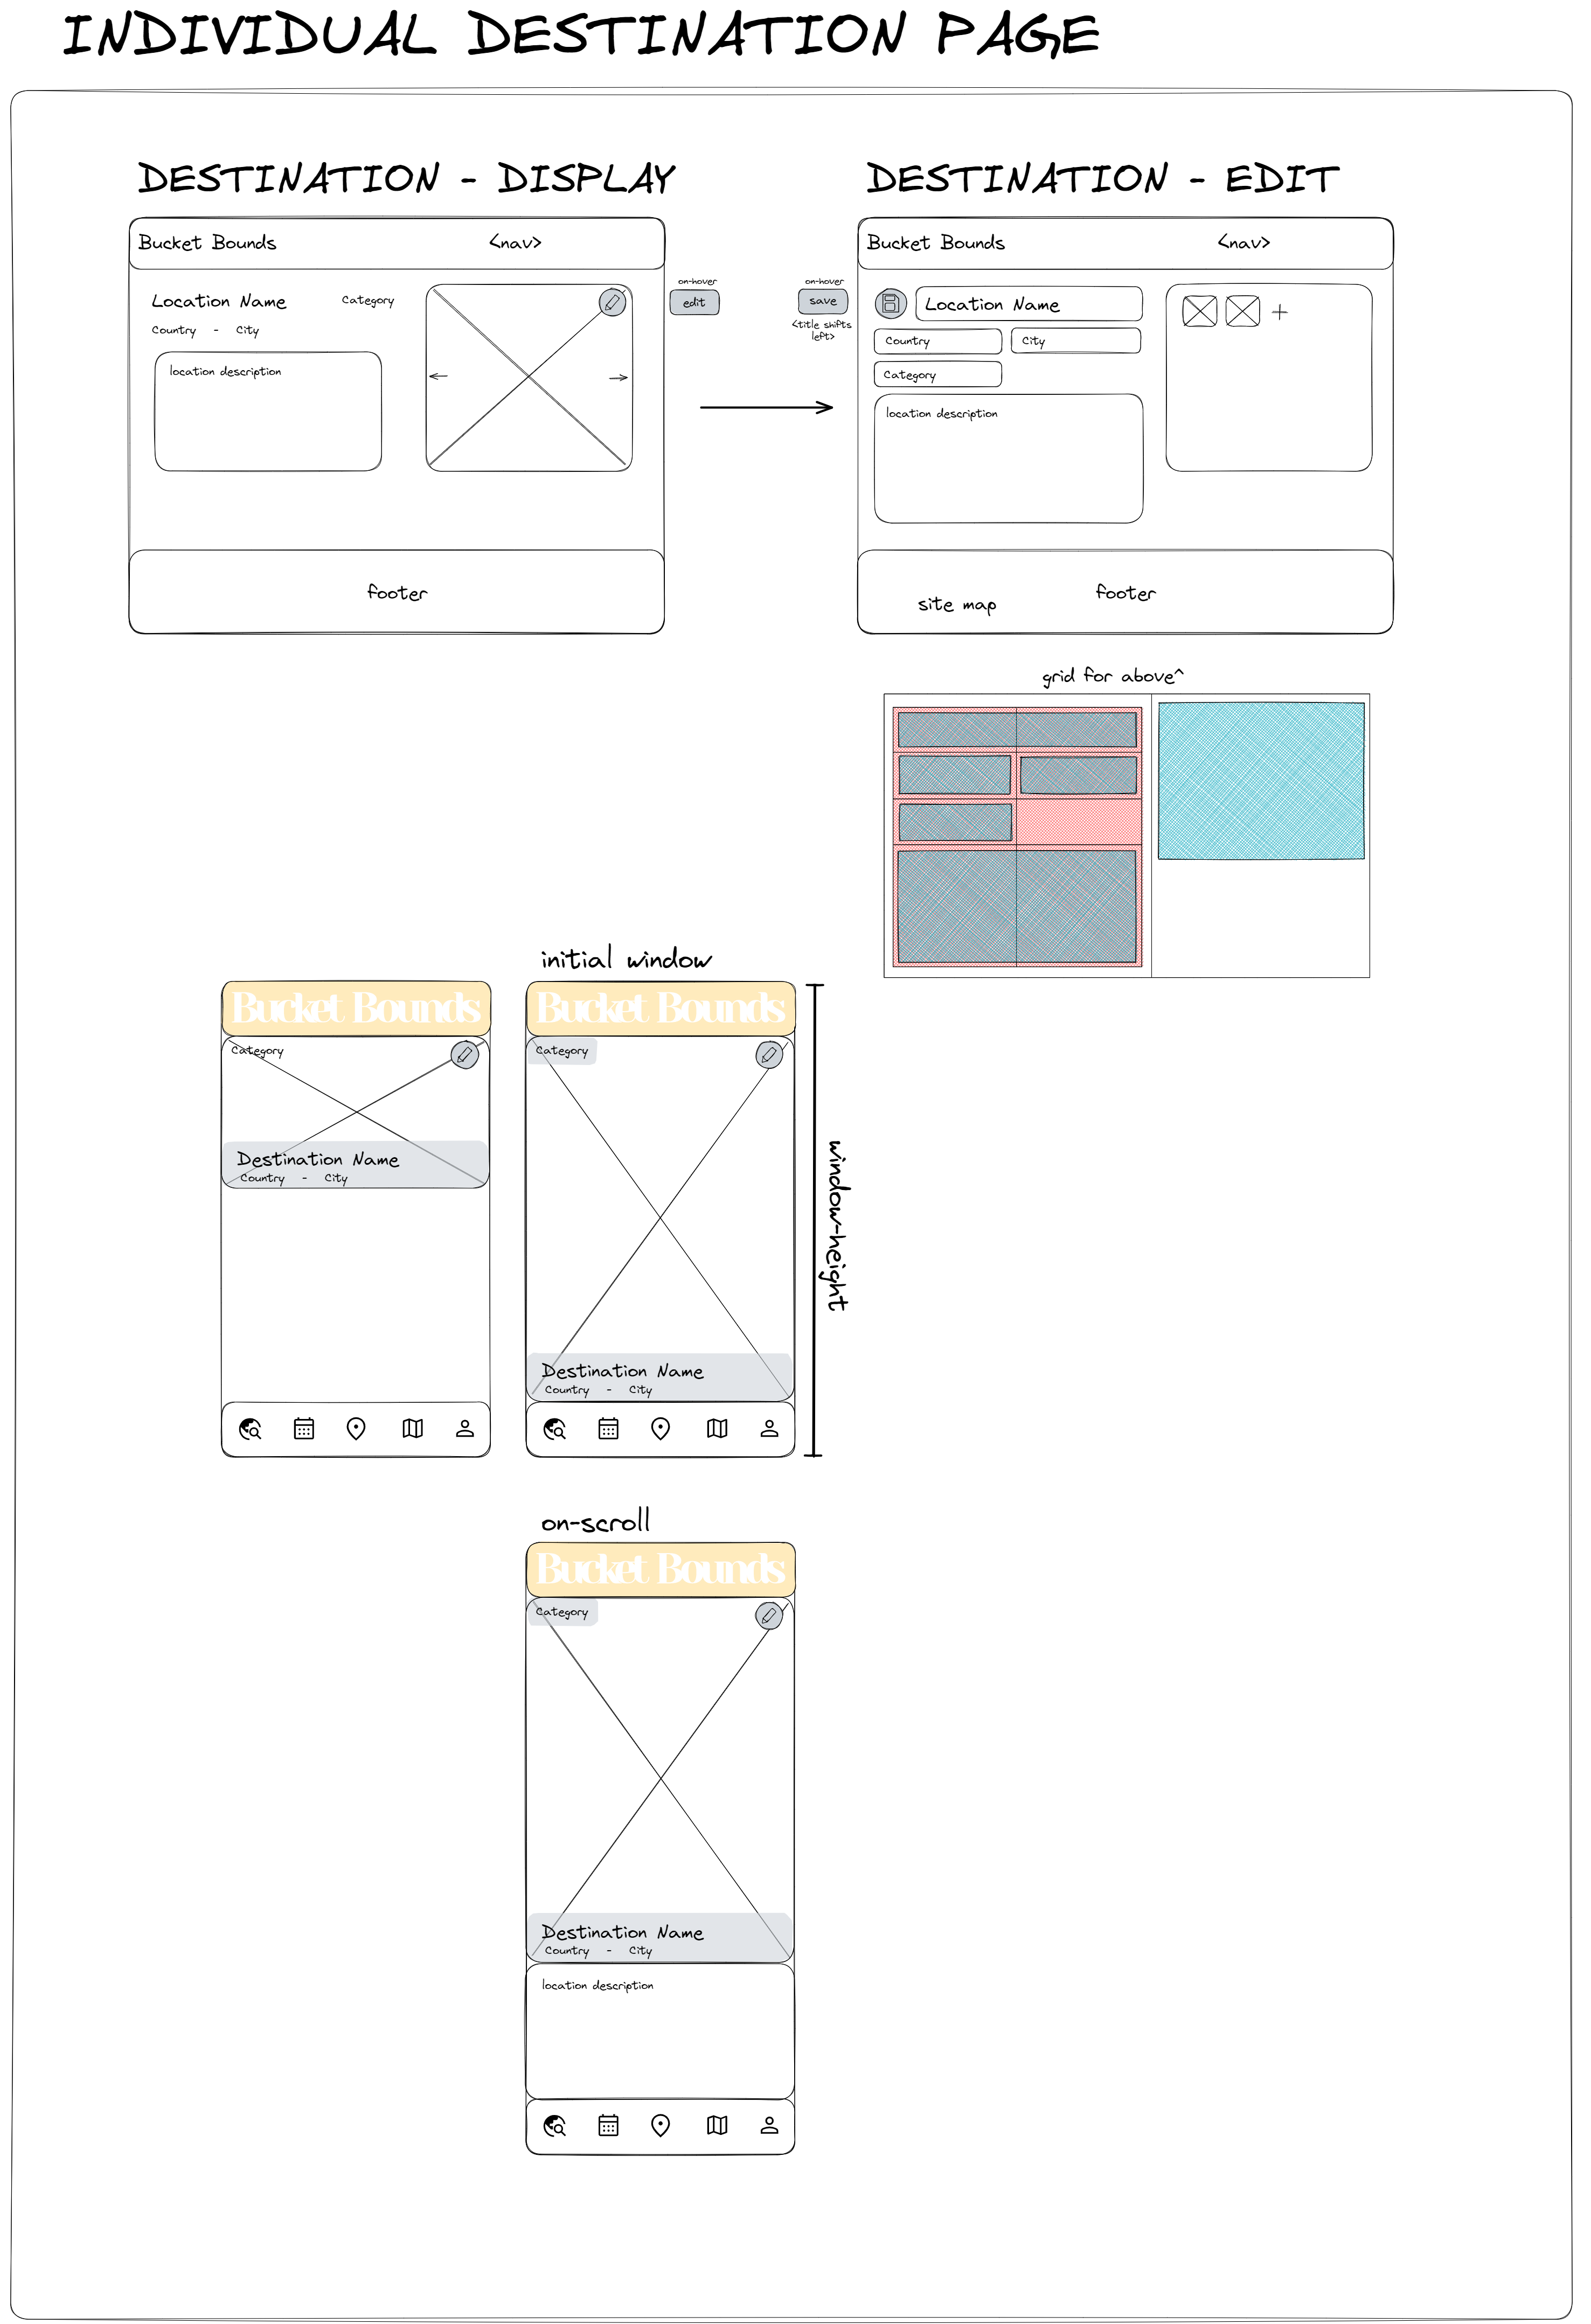 INDIVIDUAL DESTINATION PAGE
DESTINATION - DISPLAY
Bucket Bounds <nav>
Location Name Category
Country - City
location description
footer
on-hover
edit
DESTINATION - EDIT
on-hover
save
<title shifts
left>
Bucket Bounds <nav>
Location Name
Country City
Category
location description
+
site map footer
grid for above^
Bucket Bounds
Category
Destination Name
Country - City
initial window
Bucket Bounds
Category
Destination Name
Country - City
window-height
on-scroll
Bucket Bounds
Category
Destination Name
Country - City
location description